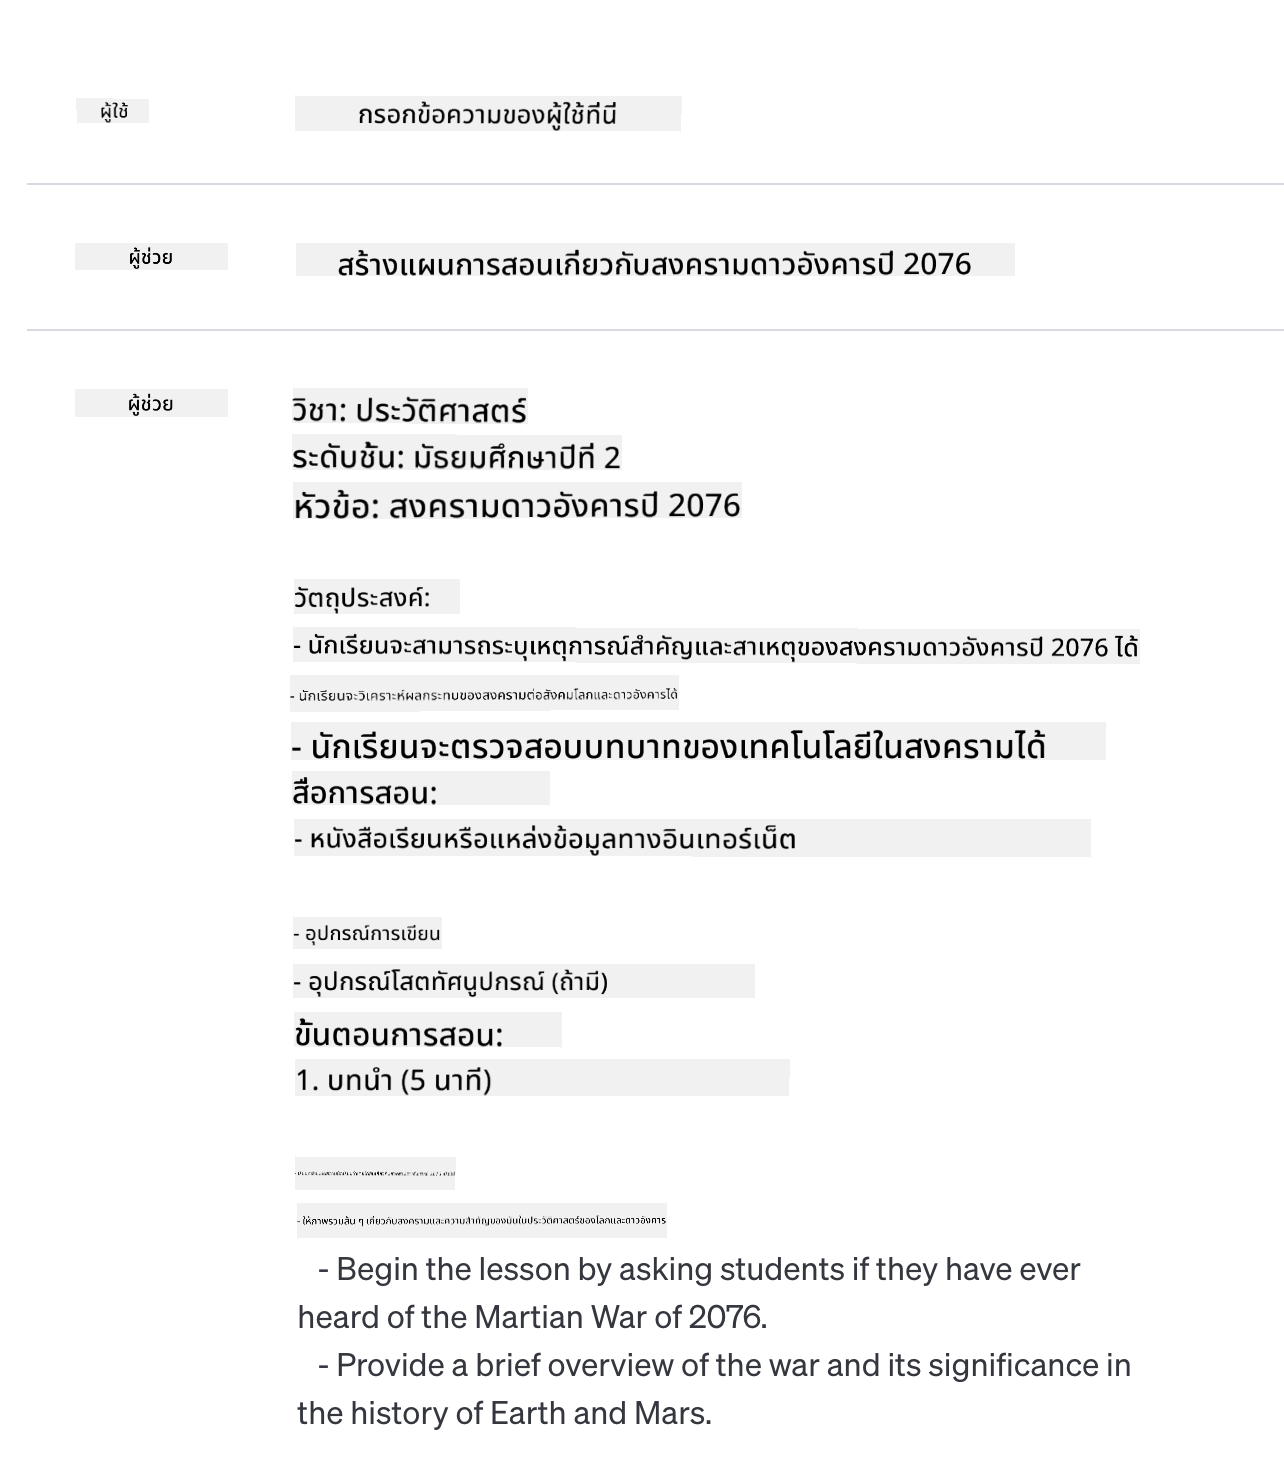 ผู้ใช้
กรอกข้อความของผู้ใช้ที่นี่
ผู้ช่วย
สร้างแผนการสอนเกี่ยวกับสงครามดาวอังคารปี 2076
ผู้ช่วย
วิชา: ประวัติศาสตร์
ระดับชั้น: มัธยมศึกษาปีที่ 2
หัวข้อ: สงครามดาวอังคารปี 2076
วัตถุประสงค์:
- นักเรียนจะสามารถระบุเหตุการณ์สำคัญและสาเหตุของสงครามดาวอังคารปี 2076 ได้
- นักเรียนจะวิเคราะห์ผลกระทบของสงครามต่อสังคมโลกและดาวอังคารได้
- นักเรียนจะตรวจสอบบทบาทของเทคโนโลยีในสงครามได้
สื่อการสอน:
- หนังสือเรียนหรือแหล่งข้อมูลทางอินเทอร์เน็ต
- อุปกรณ์การเขียน
- อุปกรณ์โสตทัศนูปกรณ์ (ถ้ามี)
ขั้นตอนการสอน:
1. บทนำ (5 นาที)
- ให้ภาพรวมสั้น ๆ เกี่ยวกับสงครามและความสำคัญของมันในประวัติศาสตร์ของโลกและดาวอังคาร
- Begin the lesson by asking students if they have ever
heard of the Martian War of 2076.
- Provide a brief overview of the war and its significance in
the history of Earth and Mars.